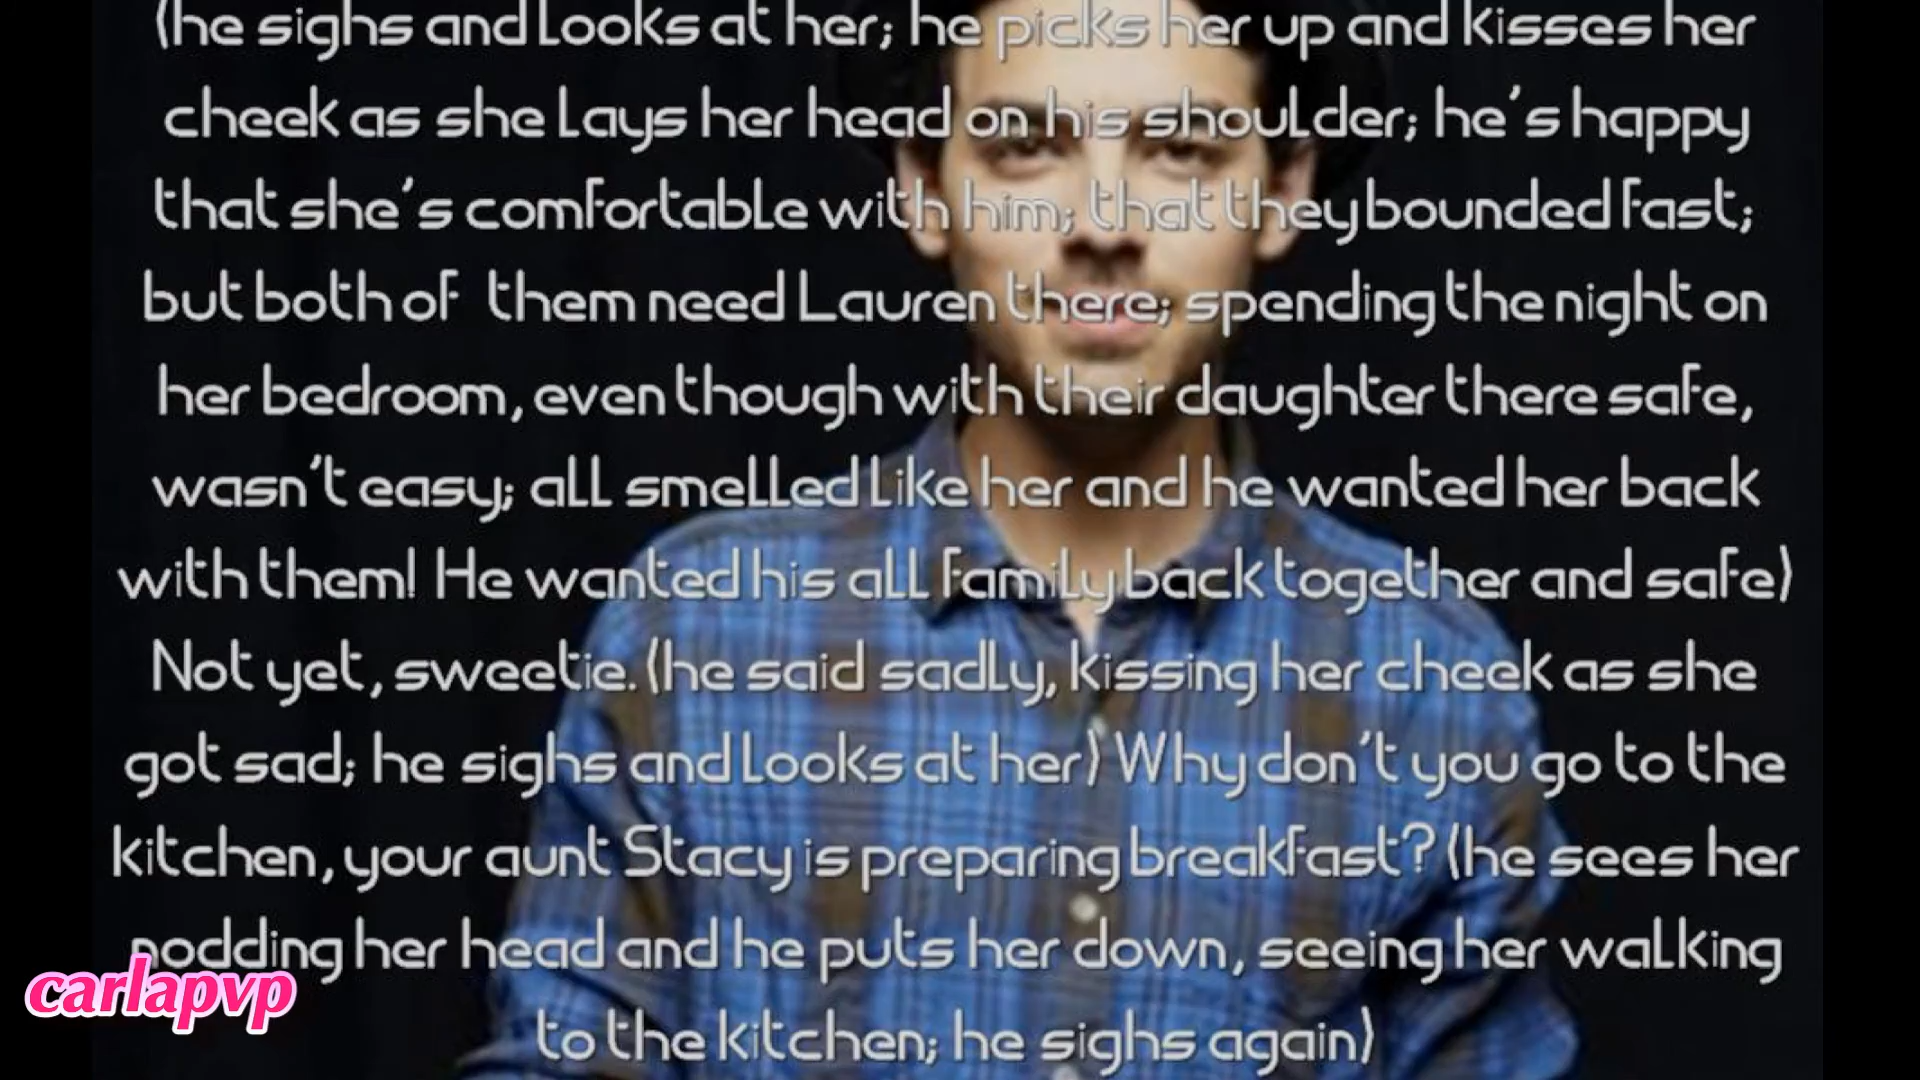 (he sighs and looks at her; he picks her up and kisses her
cheek as she lays her head on his shoulder; he's happy
that she's comfortable with him; that they bounded fast;
but both of them need Lauren there; spending the night on
her bedroom, even though with their daughter there safe,
wasn't easy; all smelled like her and he wanted her back
with them! He wanted his all family back together and safe)
Not yet, sweetie. (he said sadly, kissing her cheek as she
got sad; he sighs and looks at her) Why don't you go to the
kitchen, your aunt Stacy is preparing breakfast? (he sees her
nodding her head and he puts her down, seeing her walking
to the kitchen; he sighs again)
carlapvp